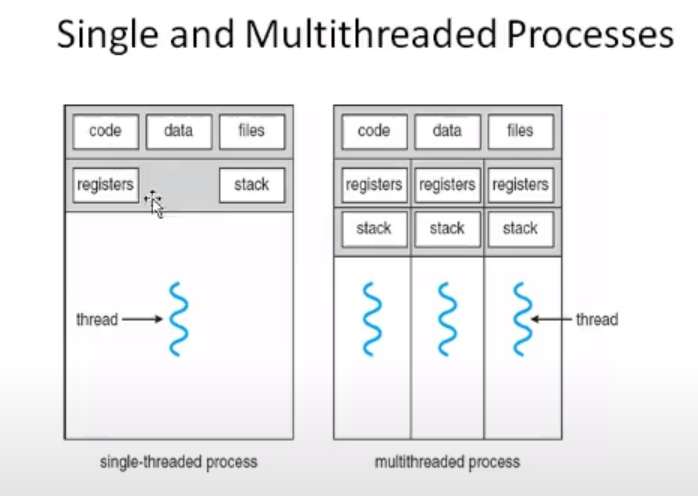 Single and Multithreaded Processes
code data files
registers stack
thread
single-threaded process
code data files
registers registers registers
stack stack stack
thread
multithreaded process